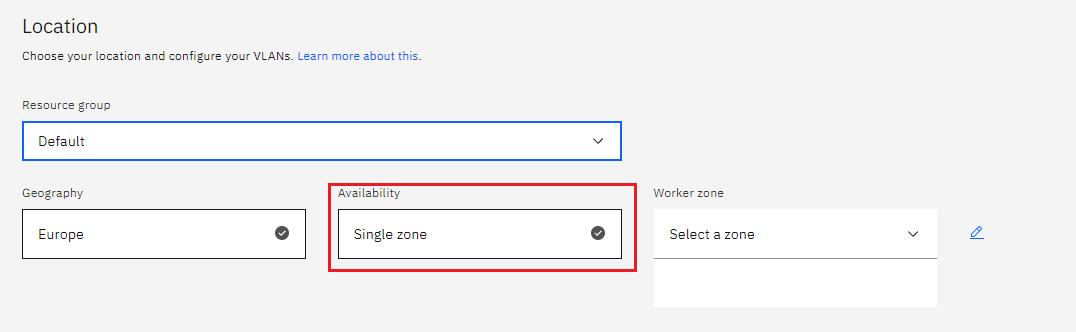 Location
Choose your location and configure your VLANs. Learn more about this.
Resource group
Default
Geography
Availability
Worker zone
Europe
Single zone
Select a zone